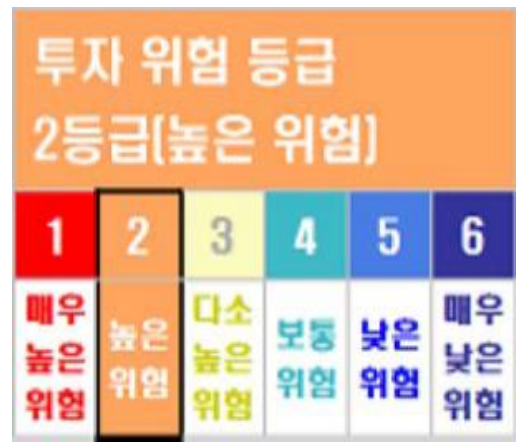 투자 위험 등급
2등급[높은 위험]
1 2 3 4 5 6
매우 높은 위험
높은 위험
다소 높은 위험
보통 위험
낮은 위험
매우 낮은 위험